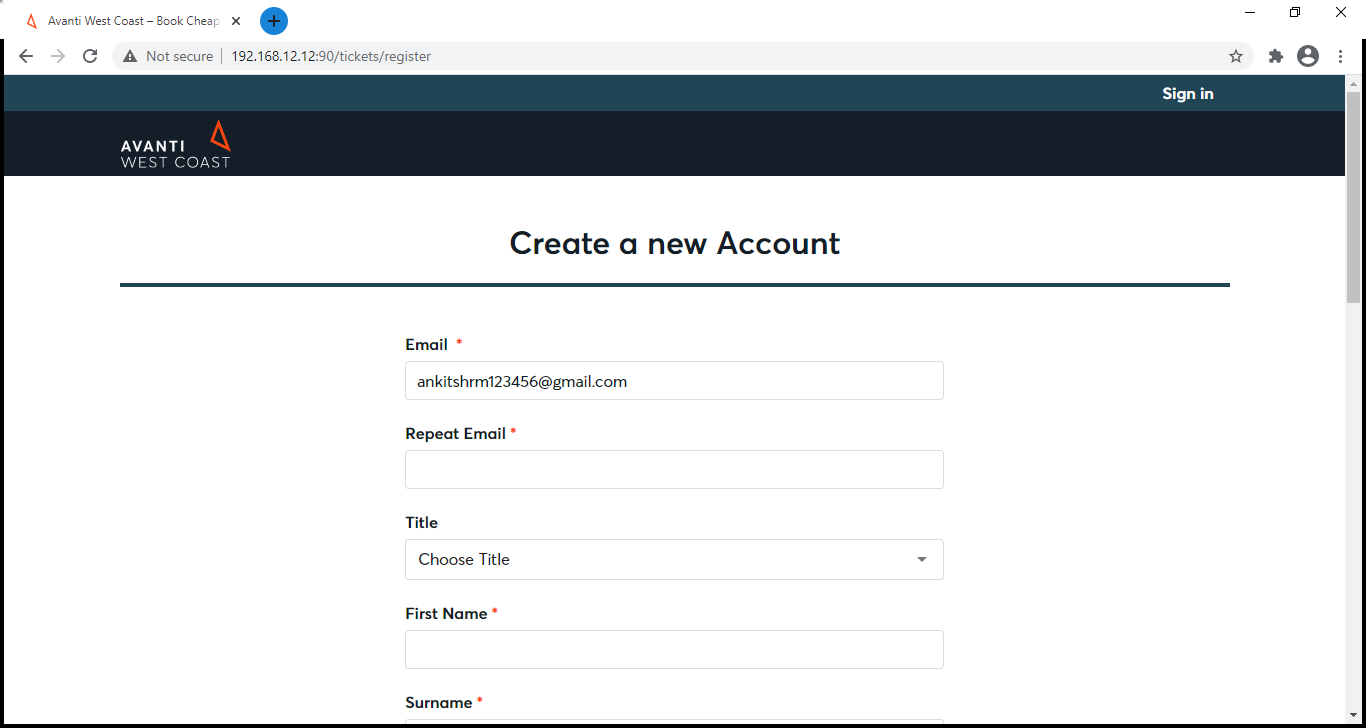 Avanti West Coast – Book Cheap
Not secure
192.168.12.12:90/tickets/register
Sign in
AVANTI
WEST COAST
Create a new Account
Email *
ankitshrm123456@gmail.com
Repeat Email *
Title
Choose Title
First Name *
Surname *